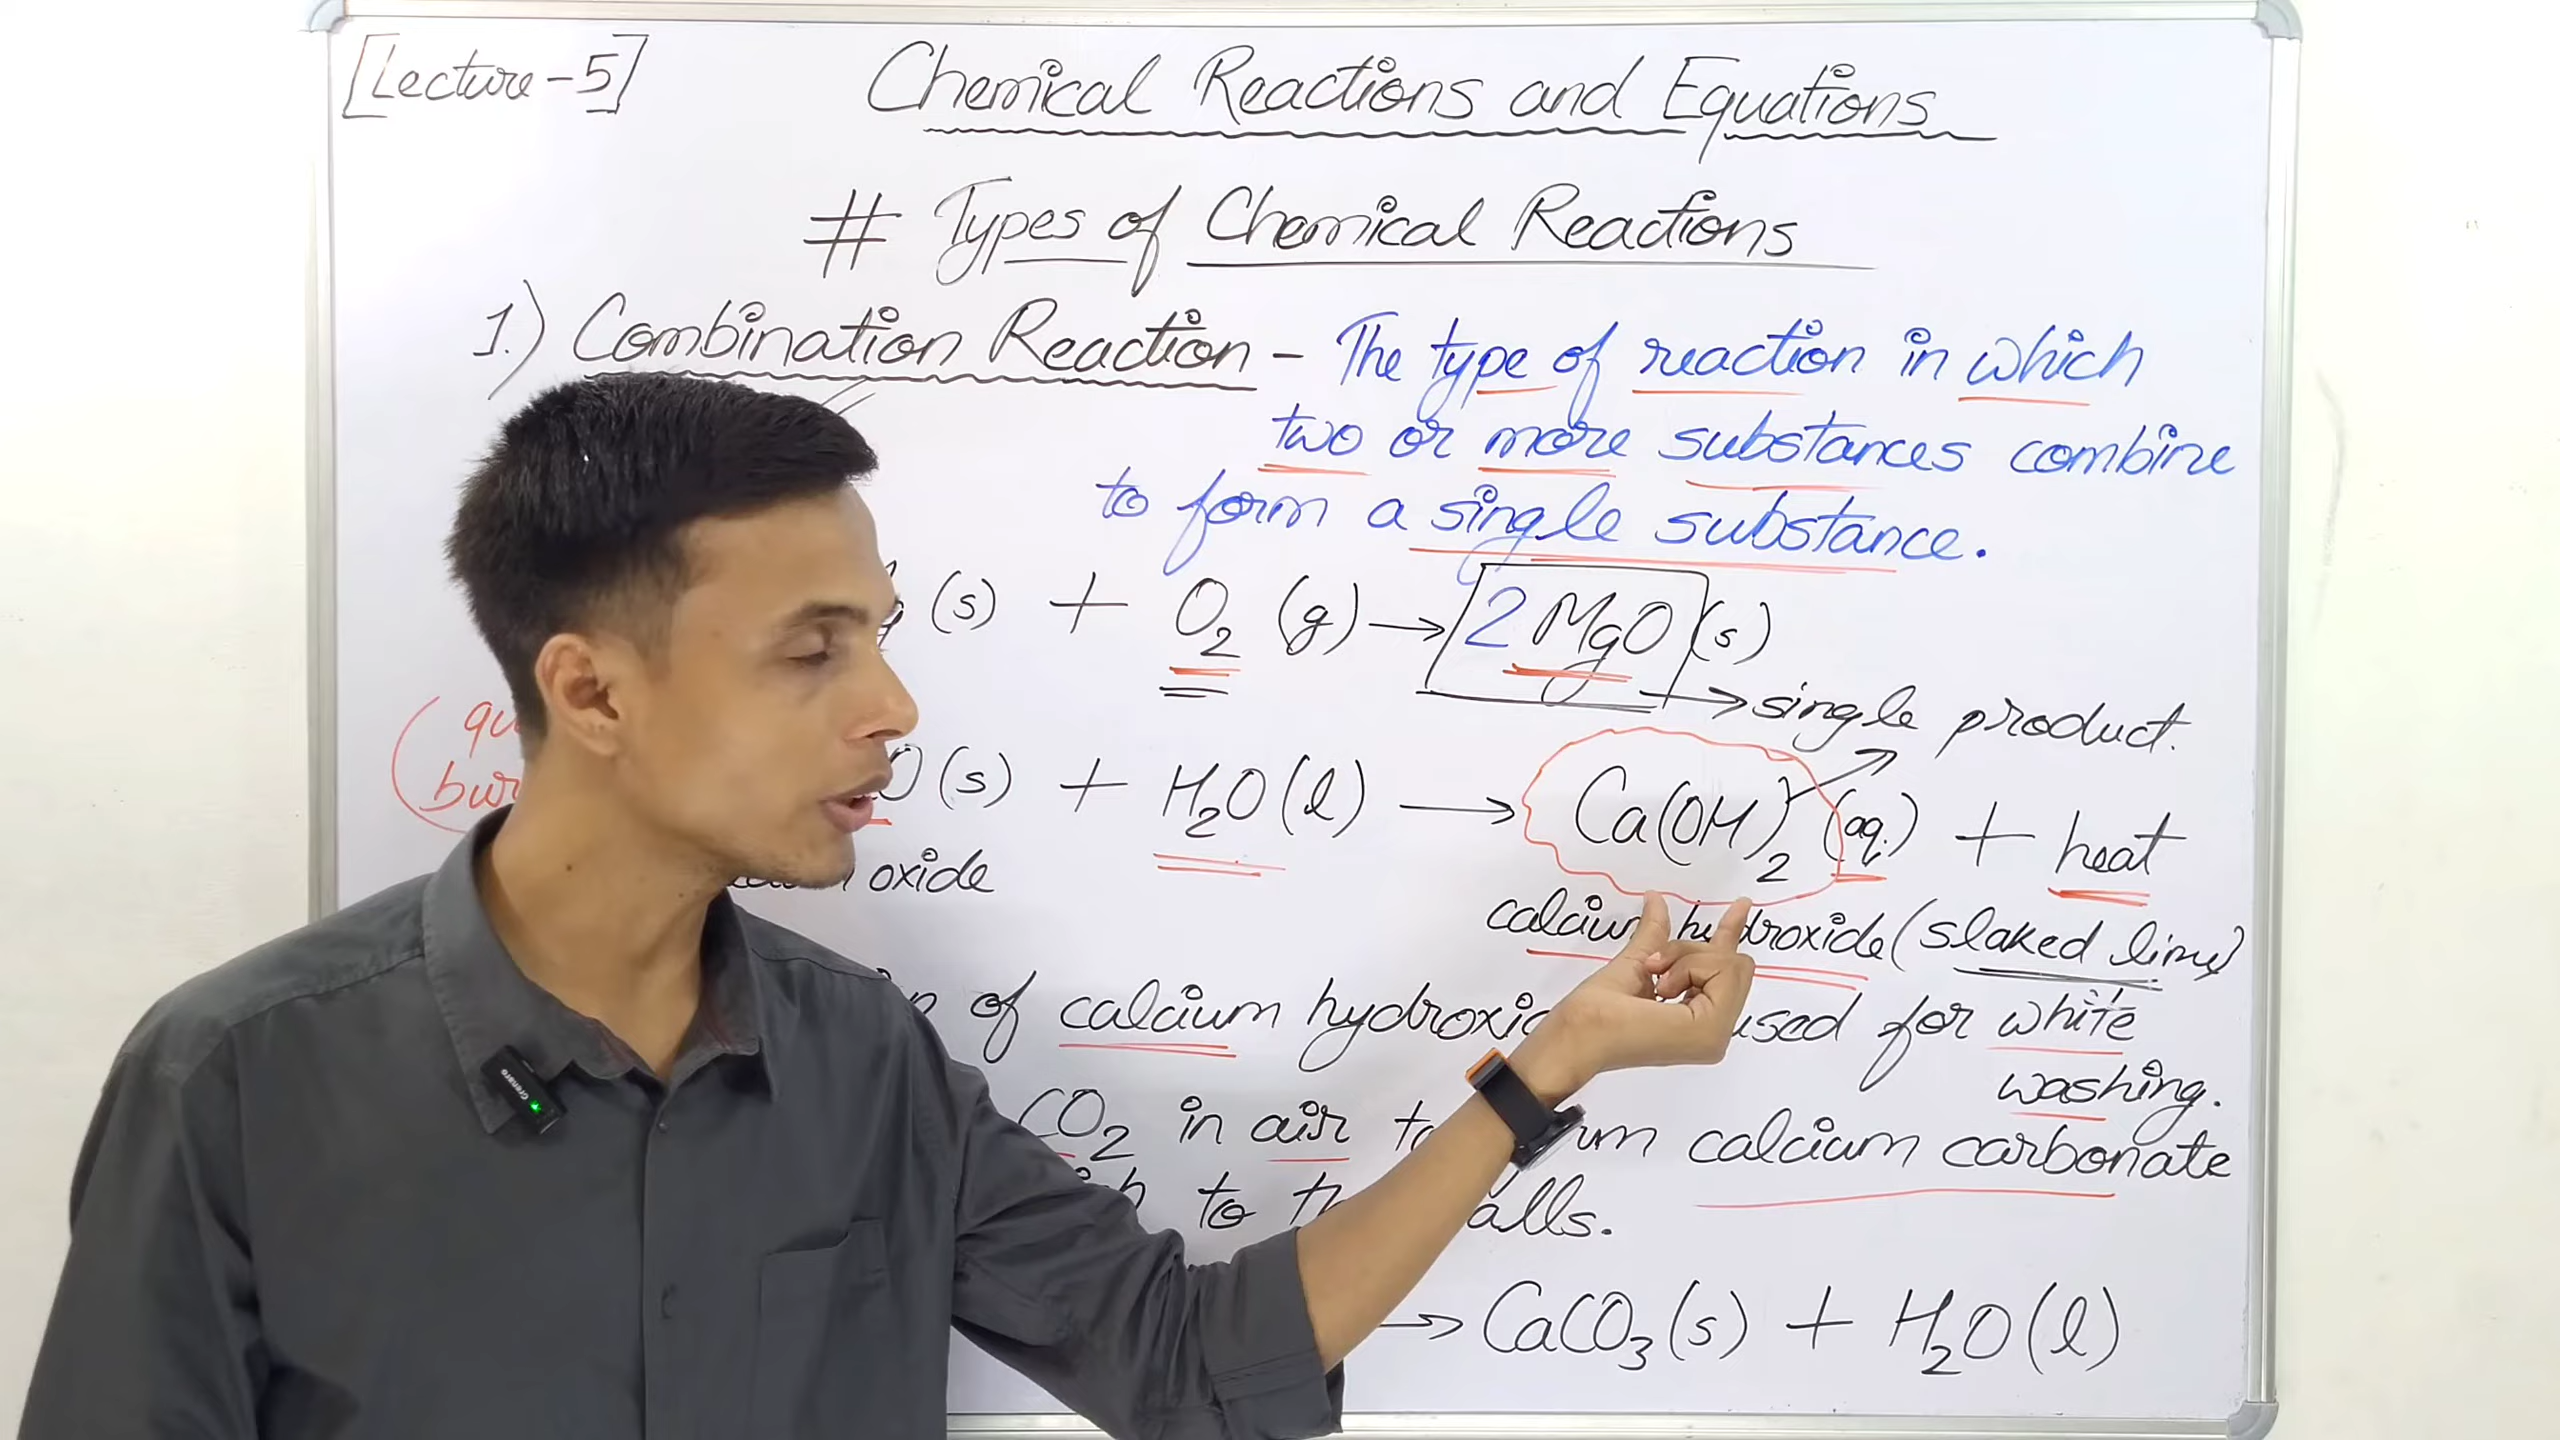 [Lecture-5]
Chemical Reactions and Equations
# Types of Chemical Reactions
1.) Combination Reaction - The type of reaction in which
two or more substances combine
to form a single substance.
(s) + O₂ (g) → 2MgO (s)
→ single product.
O(s) + H₂O(l) → Ca(OH)₂ (aq.) + heat
oxide
calcium hydroxide (slaked lime)
of calcium used for white
washing.
CO₂ in air calcium carbonate
to
→ CaCO₃(s) + H₂O(l)
Grenaro